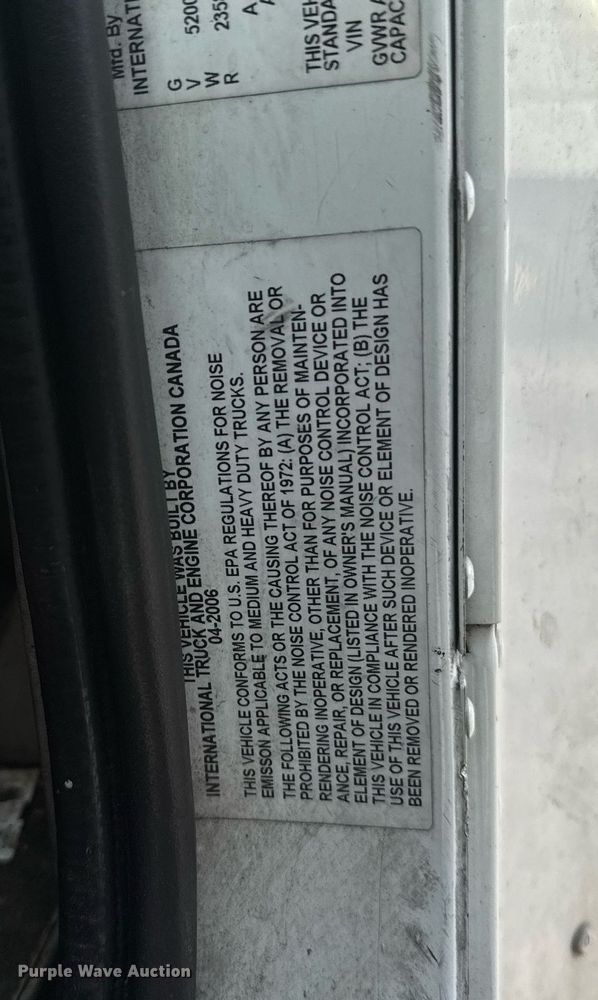 Mfd. By
INTERNATI
G 5200
V
W 2359
R
THIS VEH
STANDA
VIN
GVWR
CAPAC
THIS VEHICLE WAS BUILT BY
INTERNATIONAL TRUCK AND ENGINE CORPORATION CANADA
04-2006
THIS VEHICLE CONFORMS TO U.S. EPA REGULATIONS FOR NOISE
EMISSON APPLICABLE TO MEDIUM AND HEAVY DUTY TRUCKS.
THE FOLLOWING ACTS OR THE CAUSING THEREOF BY ANY PERSON ARE
PROHIBITED BY THE NOISE CONTROL ACT OF 1972: (A) THE REMOVAL OR
RENDERING INOPERATIVE, OTHER THAN FOR PURPOSES OF MAINTEN-
ANCE, REPAIR, OR REPLACEMENT, OF ANY NOISE CONTROL DEVICE OR
ELEMENT OF DESIGN (LISTED IN OWNER'S MANUAL) INCORPORATED INTO
THIS VEHICLE IN COMPLIANCE WITH THE NOISE CONTROL ACT; (B) THE
USE OF THIS VEHICLE AFTER SUCH DEVICE OR ELEMENT OF DESIGN HAS
BEEN REMOVED OR RENDERED INOPERATIVE.
Purple Wave Auction